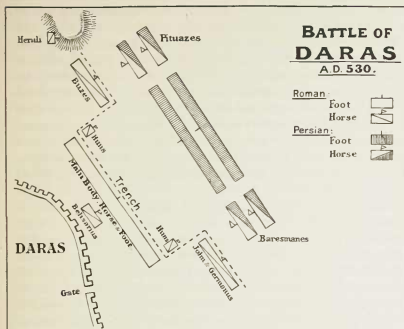 BATTLE OF
DARAS
A.D. 530.
Roman:
Foot
Horse
Persian:
Foot
Horse
Heruli
Pituazes
Buzes
Huns
Trench
Main Body Horse & Foot
Belisarius
Huns
John & Germanus
Baresmanes
DARAS
Gate